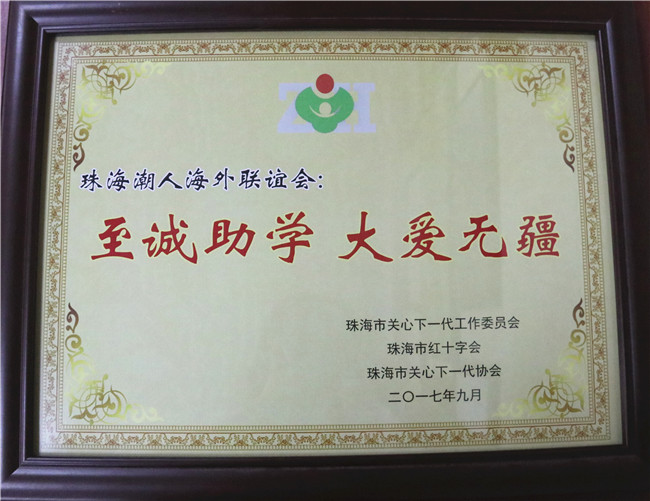 珠海潮人海外联谊会:
至诚助学 大爱无疆
珠海市关心下一代工作委员会
珠海市红十字会
珠海市关心下一代协会
二〇一七年九月